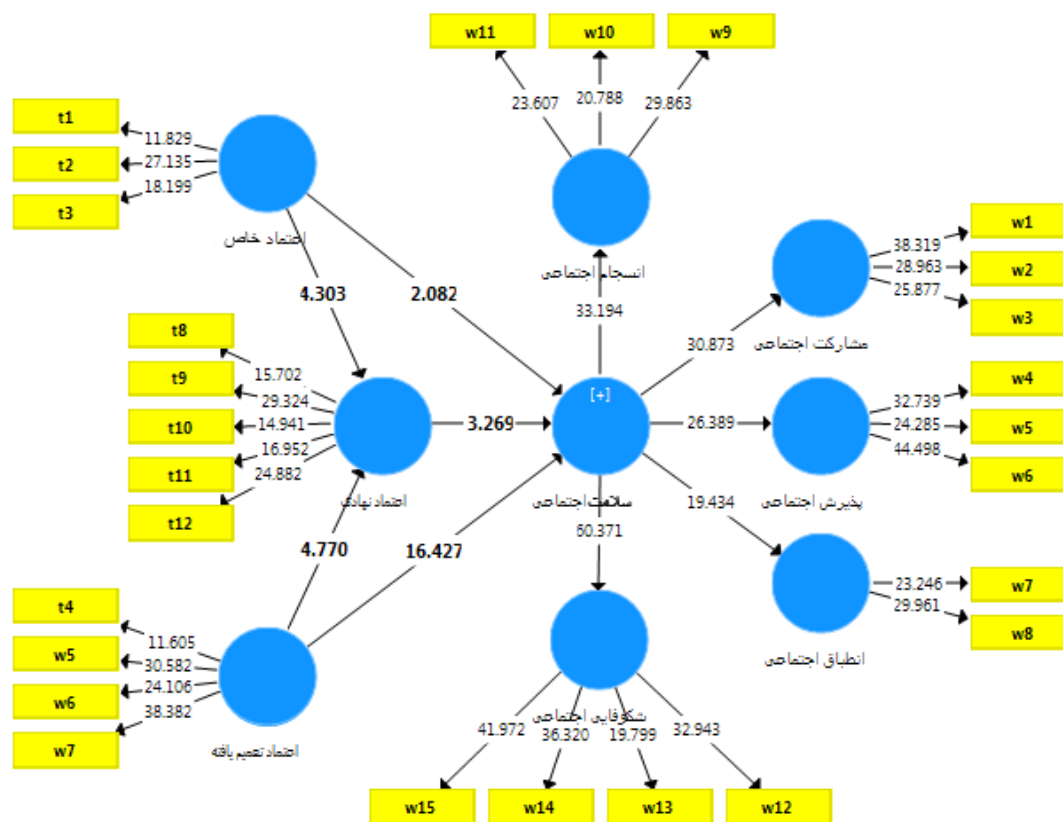 w11
w10
w9
23.607
20.788
29.863
t1
t2
t3
11.829
27.135
18.199
اعتماد خاص
انسجام اجتماعی
w1
w2
w3
38.319
28.963
25.877
مشارکت اجتماعی
4.303
2.082
33.194
30.873
t8
t9
t10
t11
t12
15.702
29.324
14.941
16.952
24.882
اعتماد نهادی
3.269
[+]
سلامت اجتماعی
26.389
w4
w5
w6
32.739
24.285
44.498
پذیرش اجتماعی
4.770
16.427
60.371
19.434
w7
w8
23.246
29.961
انطباق اجتماعی
t4
w5
w6
w7
11.605
30.582
24.106
38.382
اعتماد تعمیم یافته
شکوفایی اجتماعی
41.972
36.320
19.799
32.943
w15
w14
w13
w12